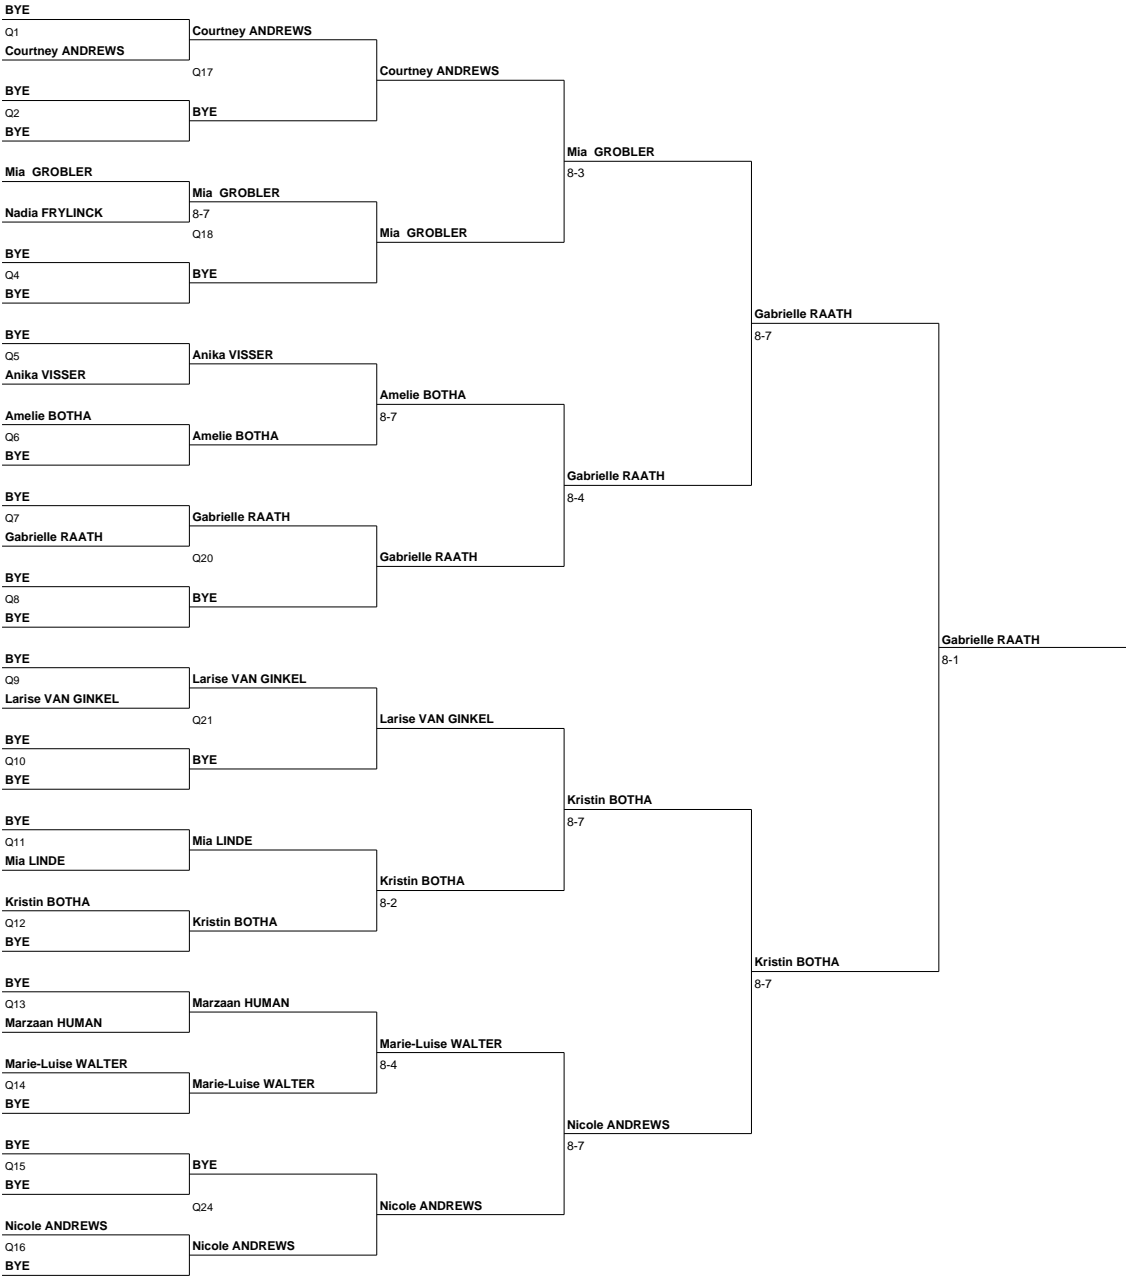 BYE
Q1
Courtney ANDREWS
BYE
Q2
BYE
Mia  GROBLER
Nadia FRYLINCK
BYE
Q4
BYE
BYE
Q5
Anika VISSER
Amelie BOTHA
Q6
BYE
BYE
Q7
Gabrielle RAATH
BYE
Q8
BYE
BYE
Q9
Larise VAN GINKEL
BYE
Q10
BYE
BYE
Q11
Mia LINDE
Kristin BOTHA
Q12
BYE
BYE
Q13
Marzaan HUMAN
Marie-Luise WALTER
Q14
BYE
BYE
Q15
BYE
Nicole ANDREWS
Q16
BYE
Courtney ANDREWS
Q17
BYE
Mia  GROBLER
8-7
Q18
BYE
Anika VISSER
Amelie BOTHA
Gabrielle RAATH
Q20
BYE
Larise VAN GINKEL
Q21
BYE
Mia LINDE
Kristin BOTHA
Marzaan HUMAN
Marie-Luise WALTER
BYE
Q24
Nicole ANDREWS
Courtney ANDREWS
Mia  GROBLER
Amelie BOTHA
8-7
Gabrielle RAATH
Larise VAN GINKEL
Kristin BOTHA
8-2
Marie-Luise WALTER
8-4
Nicole ANDREWS
Mia  GROBLER
8-3
Gabrielle RAATH
8-4
Kristin BOTHA
8-7
Nicole ANDREWS
8-7
Gabrielle RAATH
8-7
Kristin BOTHA
8-7
Gabrielle RAATH
8-1